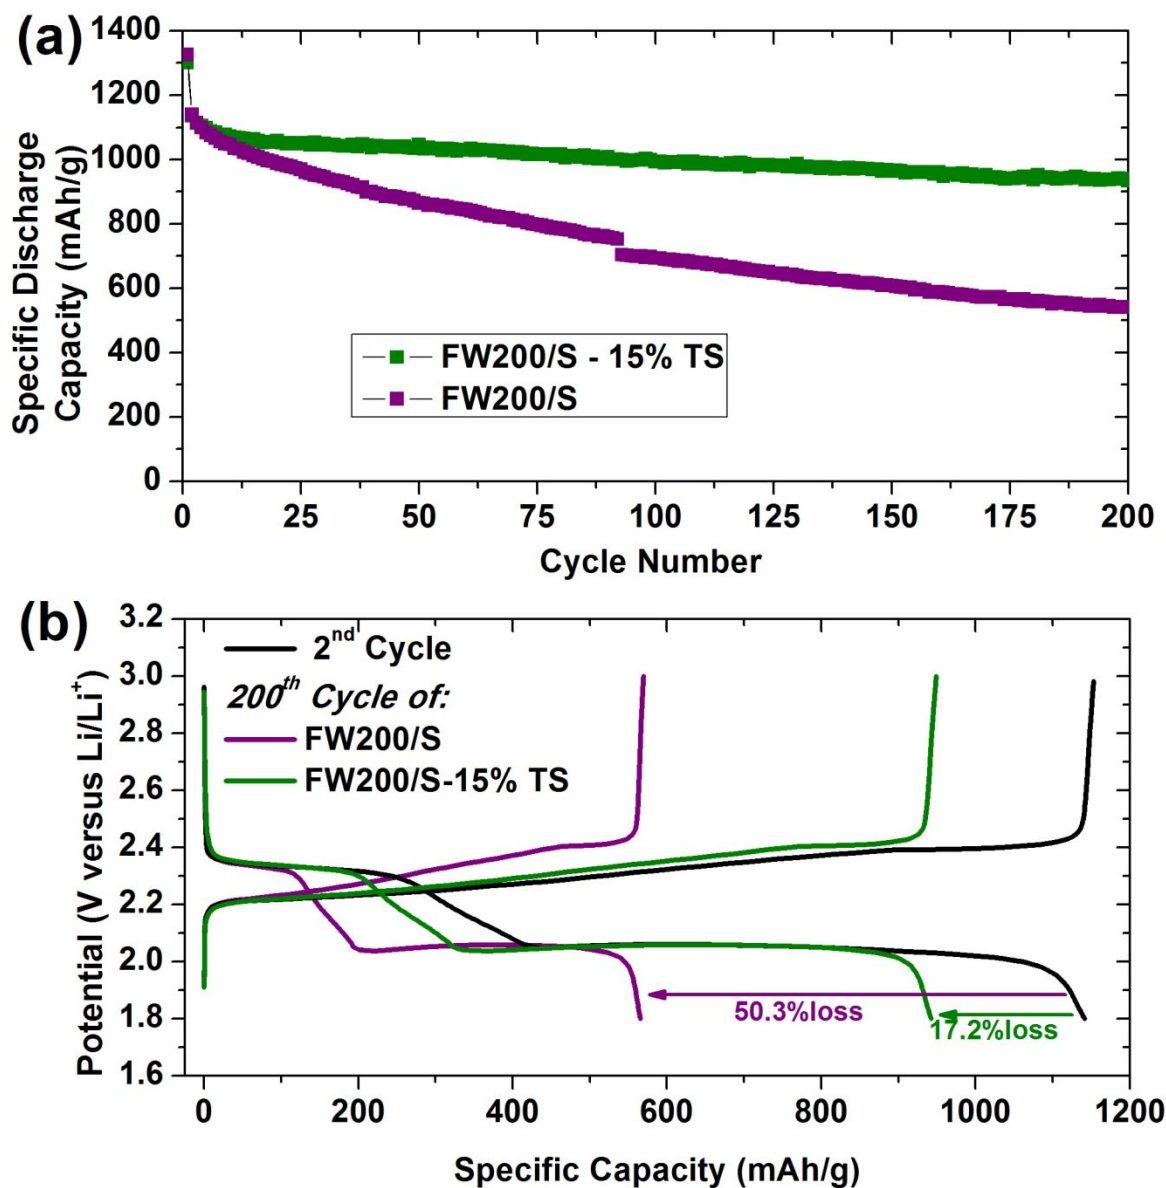 (a)
Specific Discharge
Capacity (mAh/g)
1400
1200
1000
800
600
400
200
0
FW200/S - 15% TS
FW200/S
0 25 50 75 100 125 150 175 200
Cycle Number
(b)
Potential (V versus Li/Li⁺)
3.2
3.0
2.8
2.6
2.4
2.2
2.0
1.8
1.6
2ⁿᵈ Cycle
200ᵗʰ Cycle of:
FW200/S
FW200/S-15% TS
50.3%loss
17.2%loss
0 200 400 600 800 1000 1200
Specific Capacity (mAh/g)